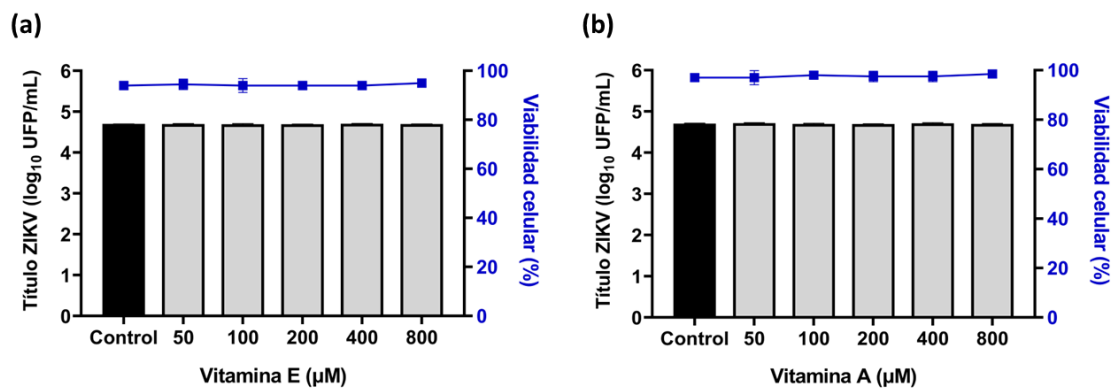 (a)
Título ZIKV (log10 UFP/mL)
6
5
4
3
2
1
0
100
80
60
40
20
0
Viabilidad celular (%)
Control 50 100 200 400 800
Vitamina E (µM)
(b)
Título ZIKV (log10 UFP/mL)
6
5
4
3
2
1
0
100
80
60
40
20
0
Viabilidad celular (%)
Control 50 100 200 400 800
Vitamina A (µM)